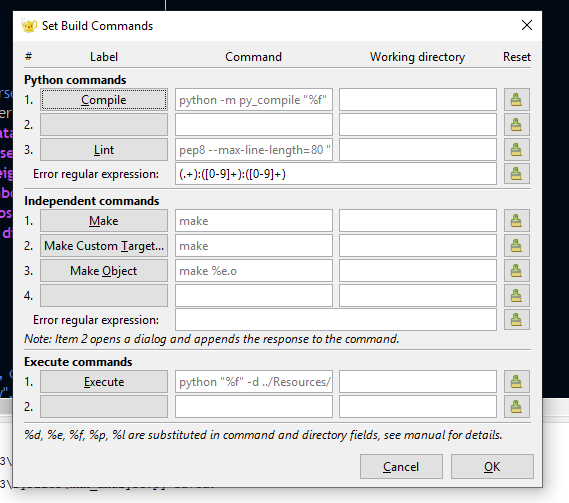 Set Build Commands
# Label Command Working directory Reset
Python commands
1. Compile python -m py_compile "%f"
2.
3. Lint pep8 --max-line-length=80 "
Error regular expression: (.+):([0-9]+):([0-9]+)
Independent commands
1. Make make
2. Make Custom Target... make
3. Make Object make %e.o
4.
Error regular expression:
Note: Item 2 opens a dialog and appends the response to the command.
Execute commands
1. Execute python "%f" -d ../Resources/
2.
%d, %e, %f, %p, %l are substituted in command and directory fields, see manual for details.
Cancel OK